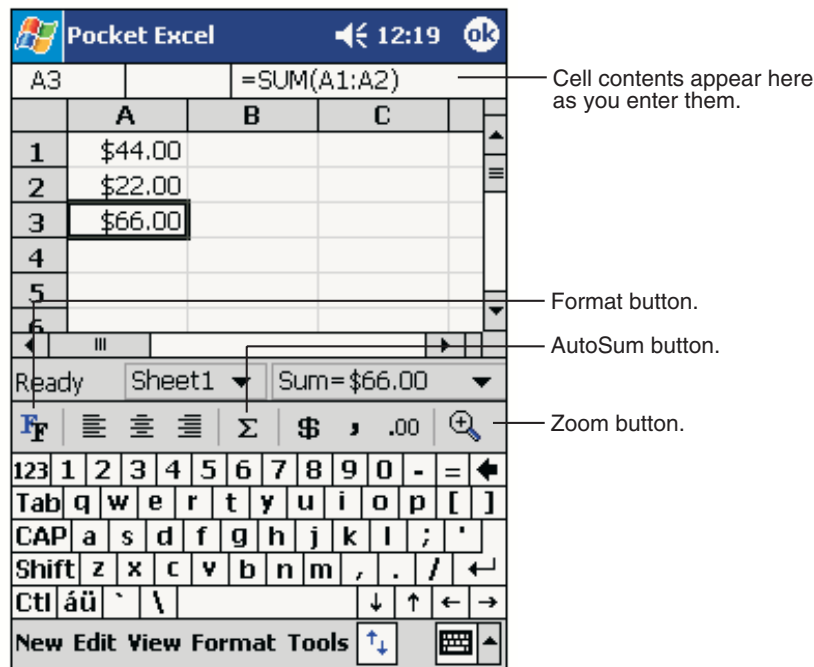 Pocket Excel 12:19 ok
A3 =SUM(A1:A2)
Cell contents appear here
as you enter them.
A B C
1 $44.00
2 $22.00
3 $66.00
4
5
6
Format button.
AutoSum button.
Ready Sheet1 Sum=$66.00
FF Σ $ , .00
Zoom button.
123 1 2 3 4 5 6 7 8 9 0 - =
Tab q w e r t y u i o p [ ]
CAP a s d f g h j k l ; '
Shift z x c v b n m , . /
Ctl áü ` \ ↓ ↑ ← →
New Edit View Format Tools